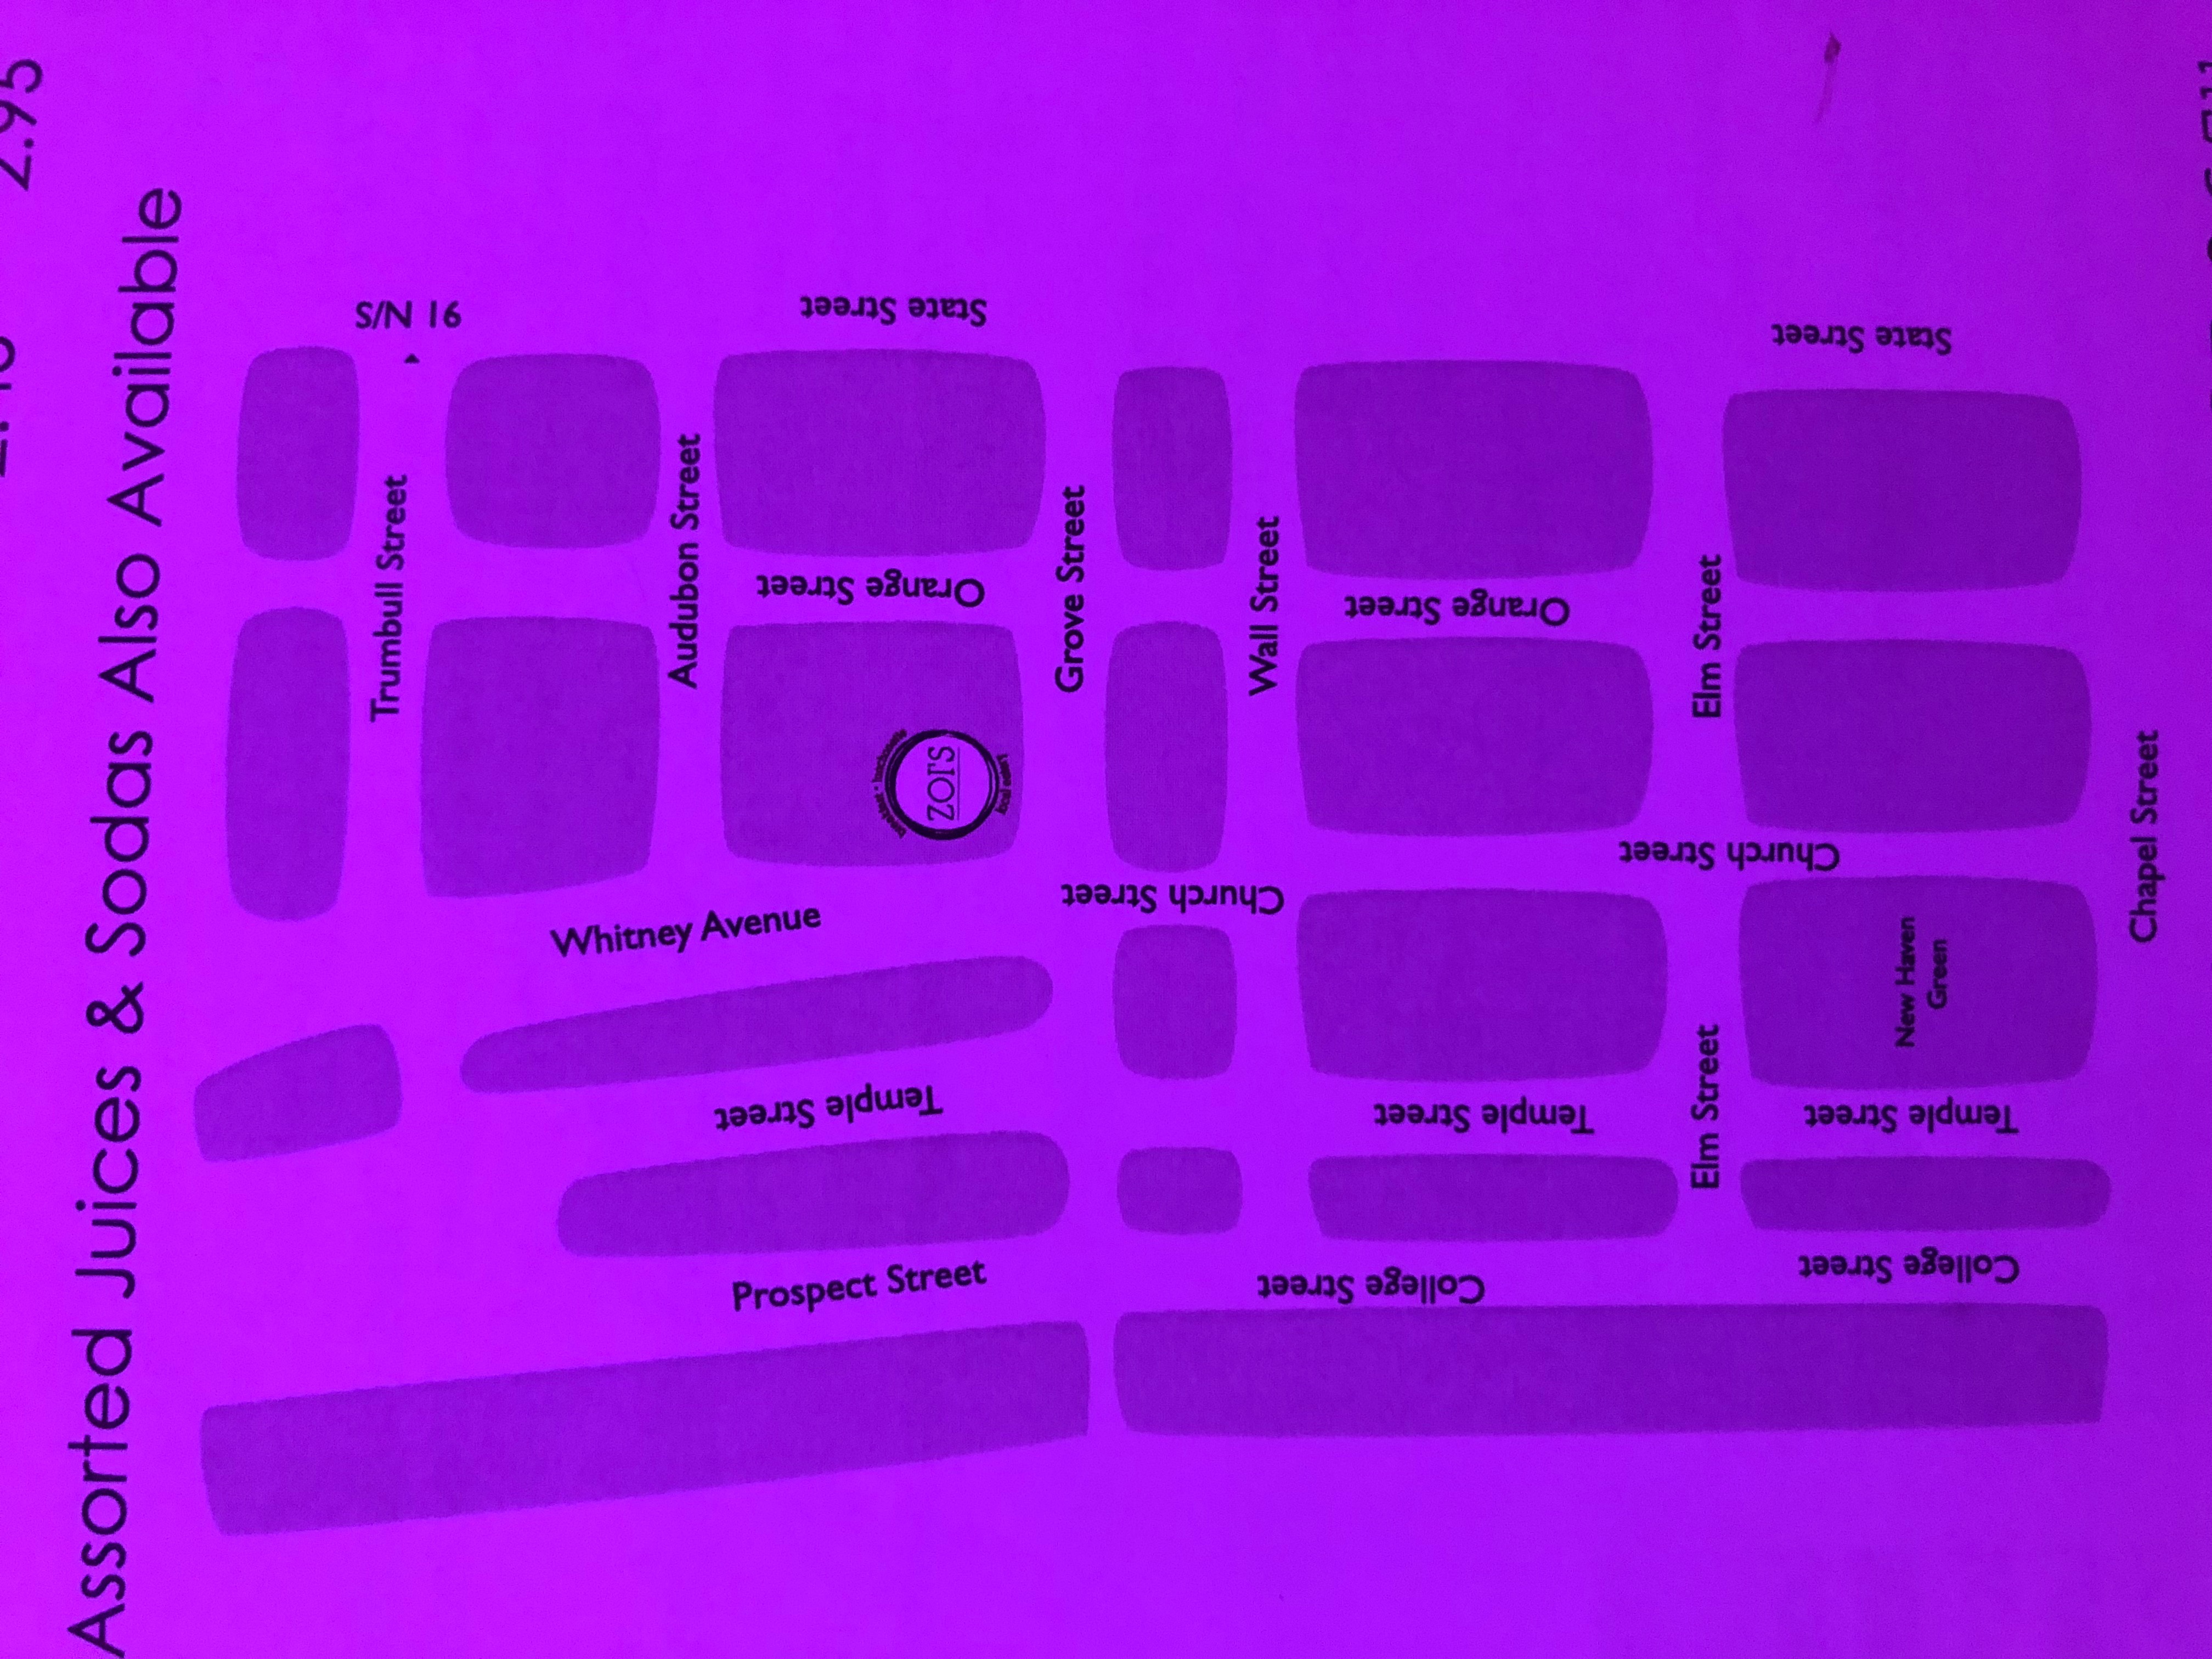 2.95
Assorted Juices & Sodas Also Available
Trumbull Street
91 N/S
Whitney Avenue
Audubon Street
Prospect Street
Temple Street
Orange Street
State Street
breakfast • luncheonette
ZOI'S
local eatery
Grove Street
Church Street
Wall Street
College Street
Temple Street
Orange Street
Elm Street
Elm Street
Church Street
College Street
Temple Street
New Haven
Green
State Street
Chapel Street